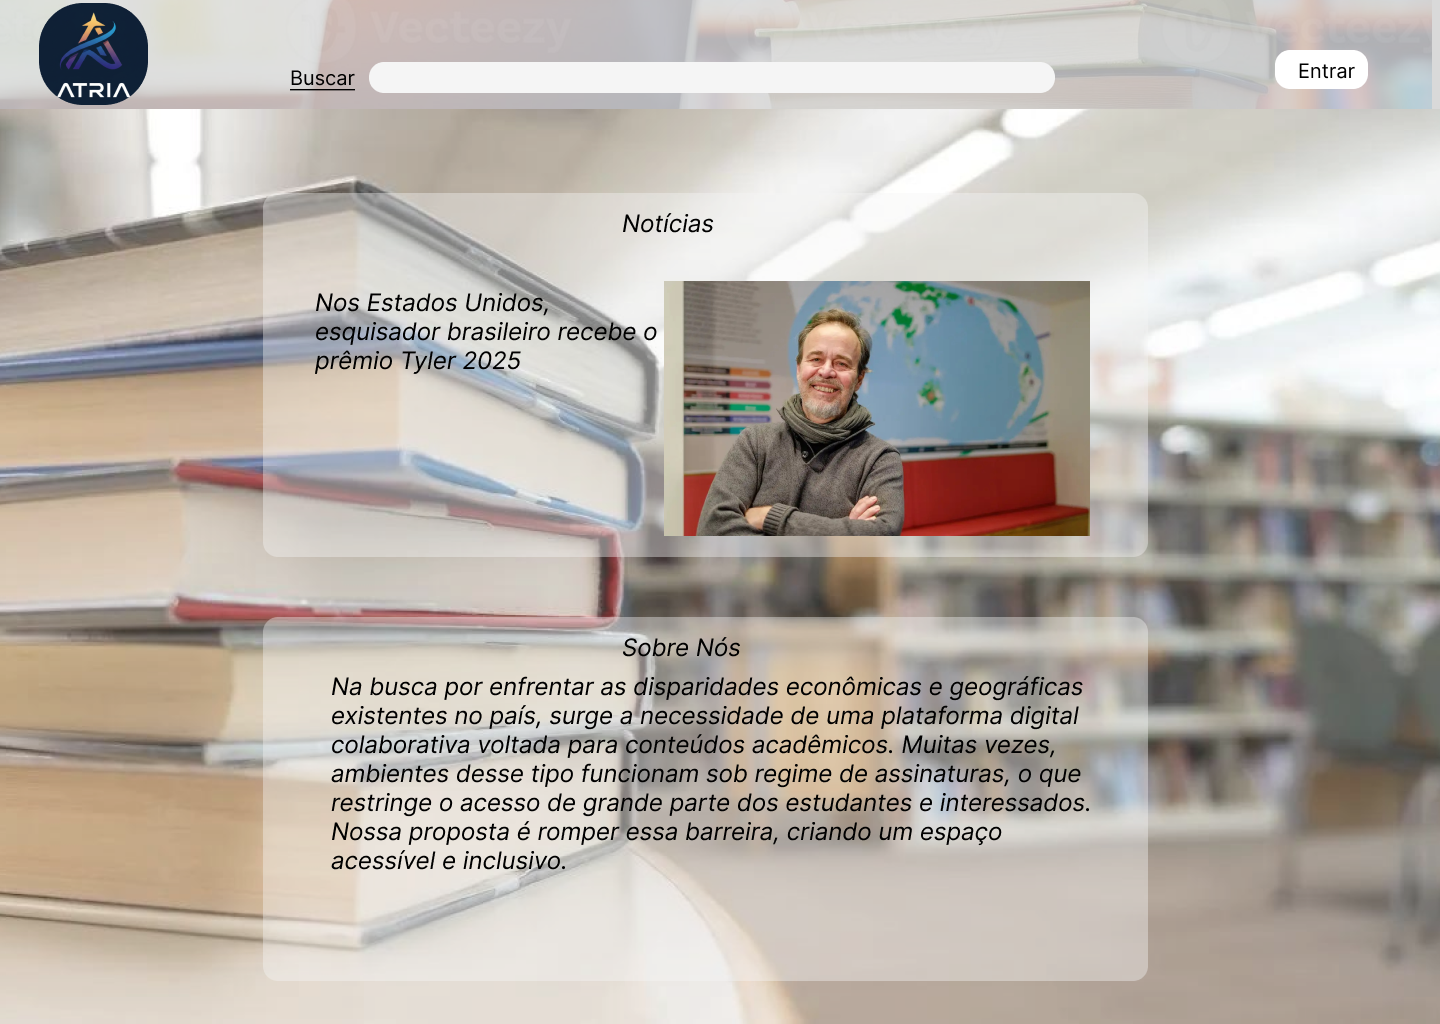 Vecteezy
ATRIA
Buscar
Entrar
Notícias
Nos Estados Unidos,
esquisador brasileiro recebe o
prêmio Tyler 2025
Sobre Nós
Na busca por enfrentar as disparidades econômicas e geográficas
existentes no país, surge a necessidade de uma plataforma digital
colaborativa voltada para conteúdos acadêmicos. Muitas vezes,
ambientes desse tipo funcionam sob regime de assinaturas, o que
restringe o acesso de grande parte dos estudantes e interessados.
Nossa proposta é romper essa barreira, criando um espaço
acessível e inclusivo.